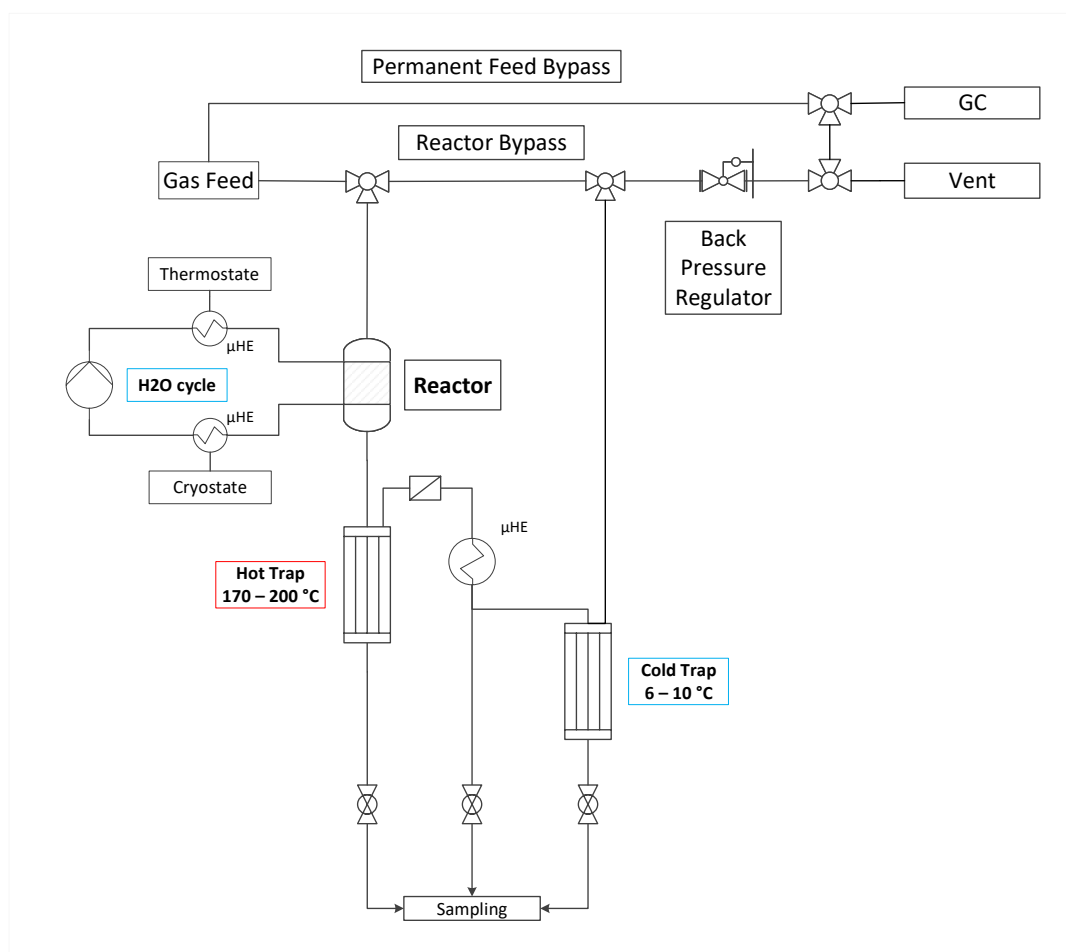 Permanent Feed Bypass
GC
Reactor Bypass
Gas Feed
Vent
Back
Pressure
Regulator
Thermostate
µHE
H2O cycle
Reactor
µHE
Cryostate
µHE
Hot Trap
170 – 200 °C
Cold Trap
6 – 10 °C
Sampling